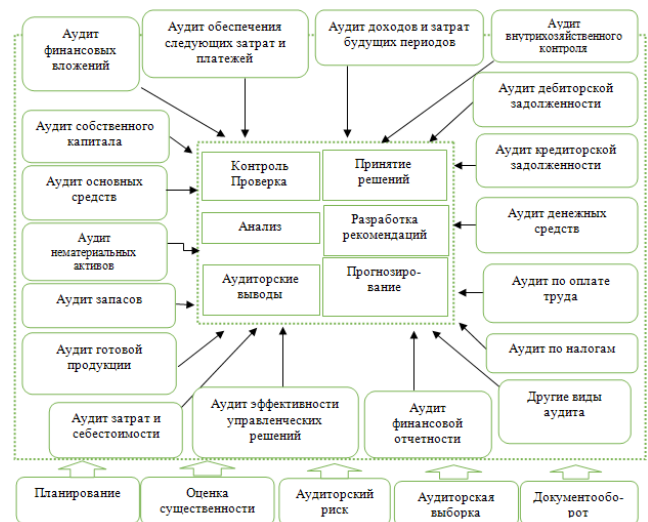 Аудит
финансовых
вложений
Аудит обеспечения
следующих затрат и
платежей
Аудит доходов и затрат
будущих периодов
Аудит
внутрихозяйственного
контроля
Аудит дебиторской
задолженности
Аудит собственного
капитала
Аудит кредиторской
задолженности
Контроль
Проверка
Принятие
решений
Аудит основных
средств
Анализ
Разработка
рекомендаций
Аудит денежных
средств
Аудит
нематериальных
активов
Аудиторские
выводы
Прогнозиро-
вание
Аудит запасов
Аудит по оплате
труда
Аудит готовой
продукции
Аудит по налогам
Аудит затрат и
себестоимости
Аудит эффективности
управленческих
решений
Аудит
финансовой
отчетности
Другие виды
аудита
Планирование
Оценка
существенности
Аудиторский
риск
Аудиторская
выборка
Документообо-
рот